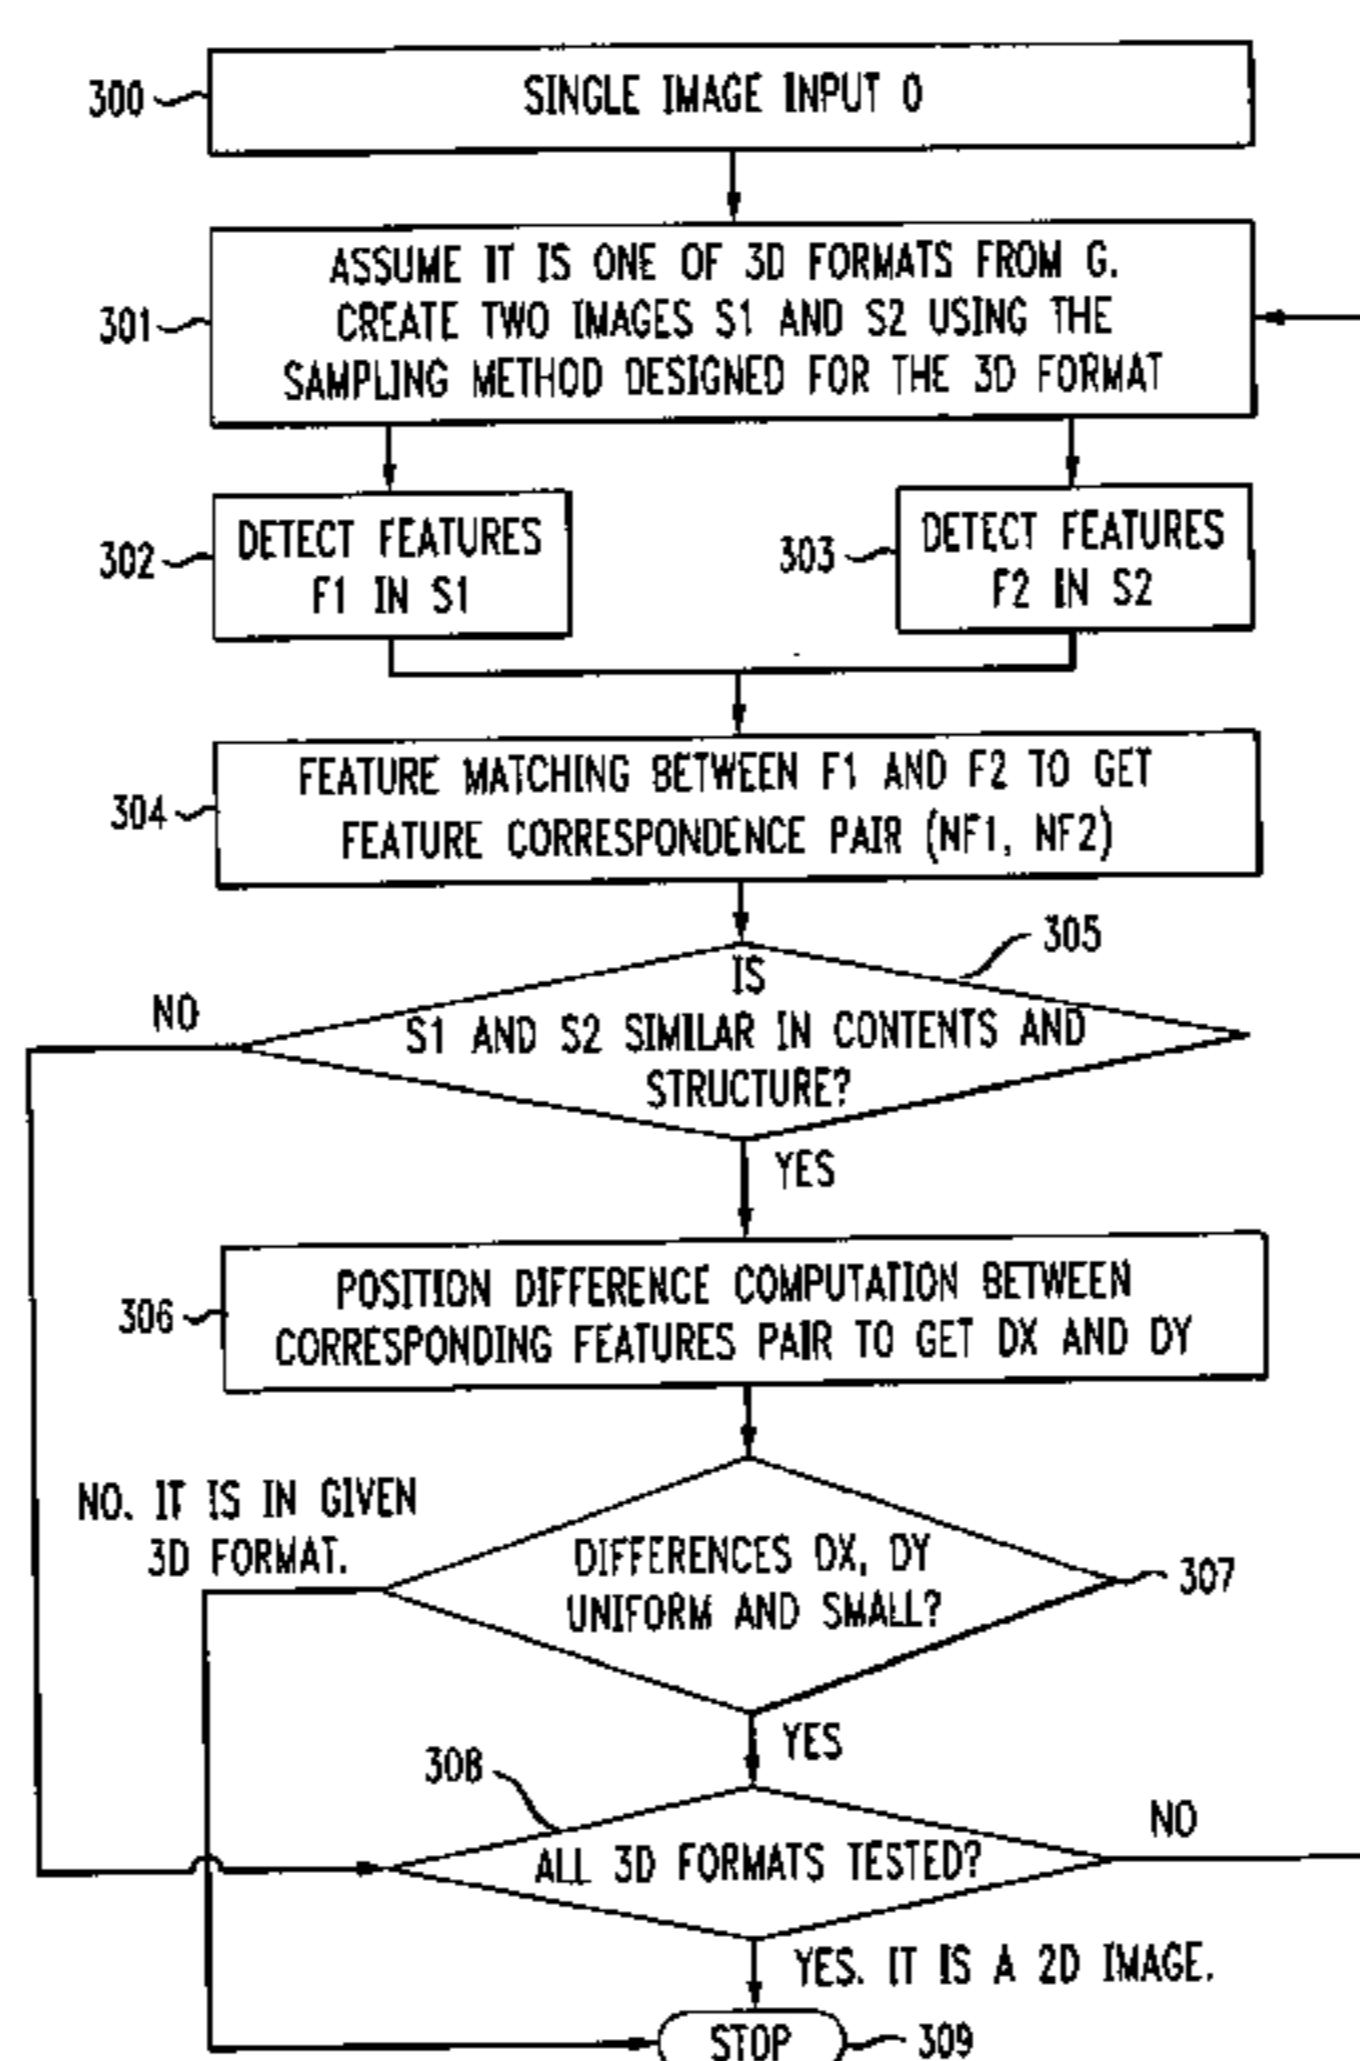 300
SINGLE IMAGE INPUT O
301
ASSUME IT IS ONE OF 3D FORMATS FROM G.
CREATE TWO IMAGES S1 AND S2 USING THE
SAMPLING METHOD DESIGNED FOR THE 3D FORMAT
302
DETECT FEATURES
F1 IN S1
303
DETECT FEATURES
F2 IN S2
304
FEATURE MATCHING BETWEEN F1 AND F2 TO GET
FEATURE CORRESPONDENCE PAIR (NF1, NF2)
305
IS
S1 AND S2 SIMILAR IN CONTENTS AND
STRUCTURE?
NO
YES
306
POSITION DIFFERENCE COMPUTATION BETWEEN
CORRESPONDING FEATURES PAIR TO GET DX AND DY
NO. IT IS IN GIVEN
3D FORMAT.
DIFFERENCES DX, DY
UNIFORM AND SMALL?
307
YES
308
ALL 3D FORMATS TESTED?
NO
YES. IT IS A 2D IMAGE.
STOP
309